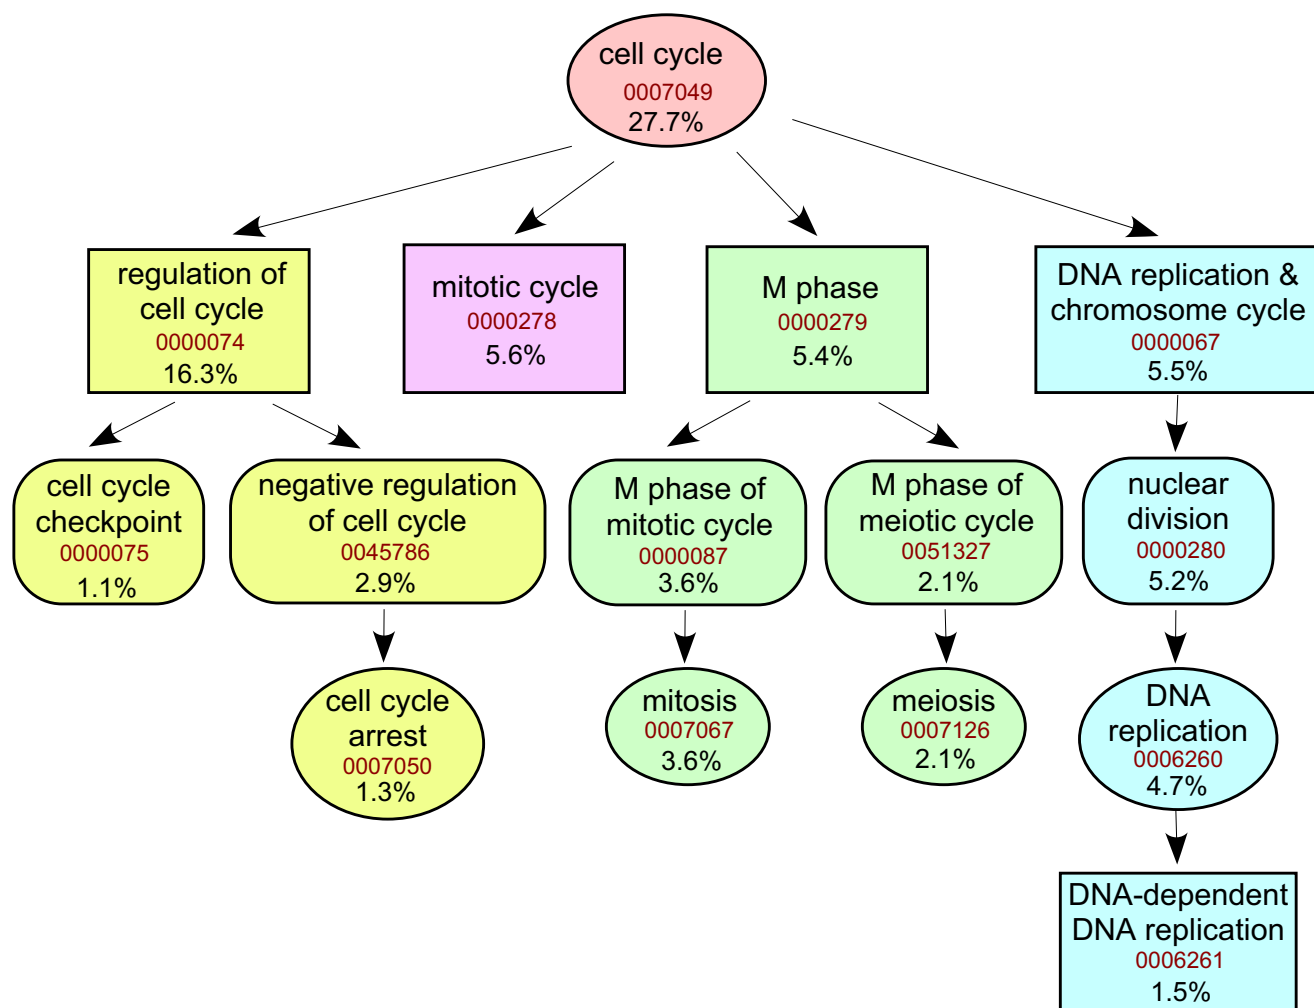 cell cycle
0007049
27.7%
regulation of
cell cycle
0000074
16.3%
mitotic cycle
0000278
5.6%
M phase
0000279
5.4%
DNA replication &
chromosome cycle
0000067
5.5%
cell cycle
checkpoint
0000075
1.1%
negative regulation
of cell cycle
0045786
2.9%
M phase of
mitotic cycle
0000087
3.6%
M phase of
meiotic cycle
0051327
2.1%
nuclear
division
0000280
5.2%
cell cycle
arrest
0007050
1.3%
mitosis
0007067
3.6%
meiosis
0007126
2.1%
DNA
replication
0006260
4.7%
DNA-dependent
DNA replication
0006261
1.5%